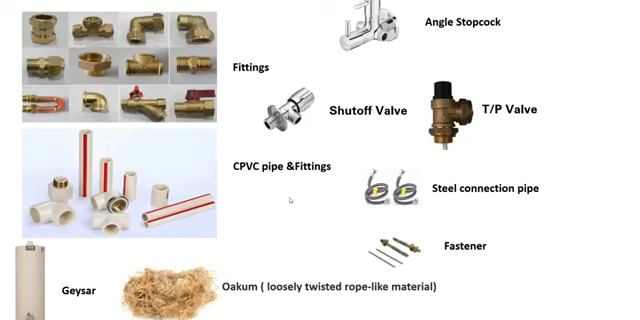 Angle Stopcock
Fittings
Shutoff Valve
T/P Valve
CPVC pipe &Fittings
Steel connection pipe
Fastener
Geysar
Oakum ( loosely twisted rope-like material)